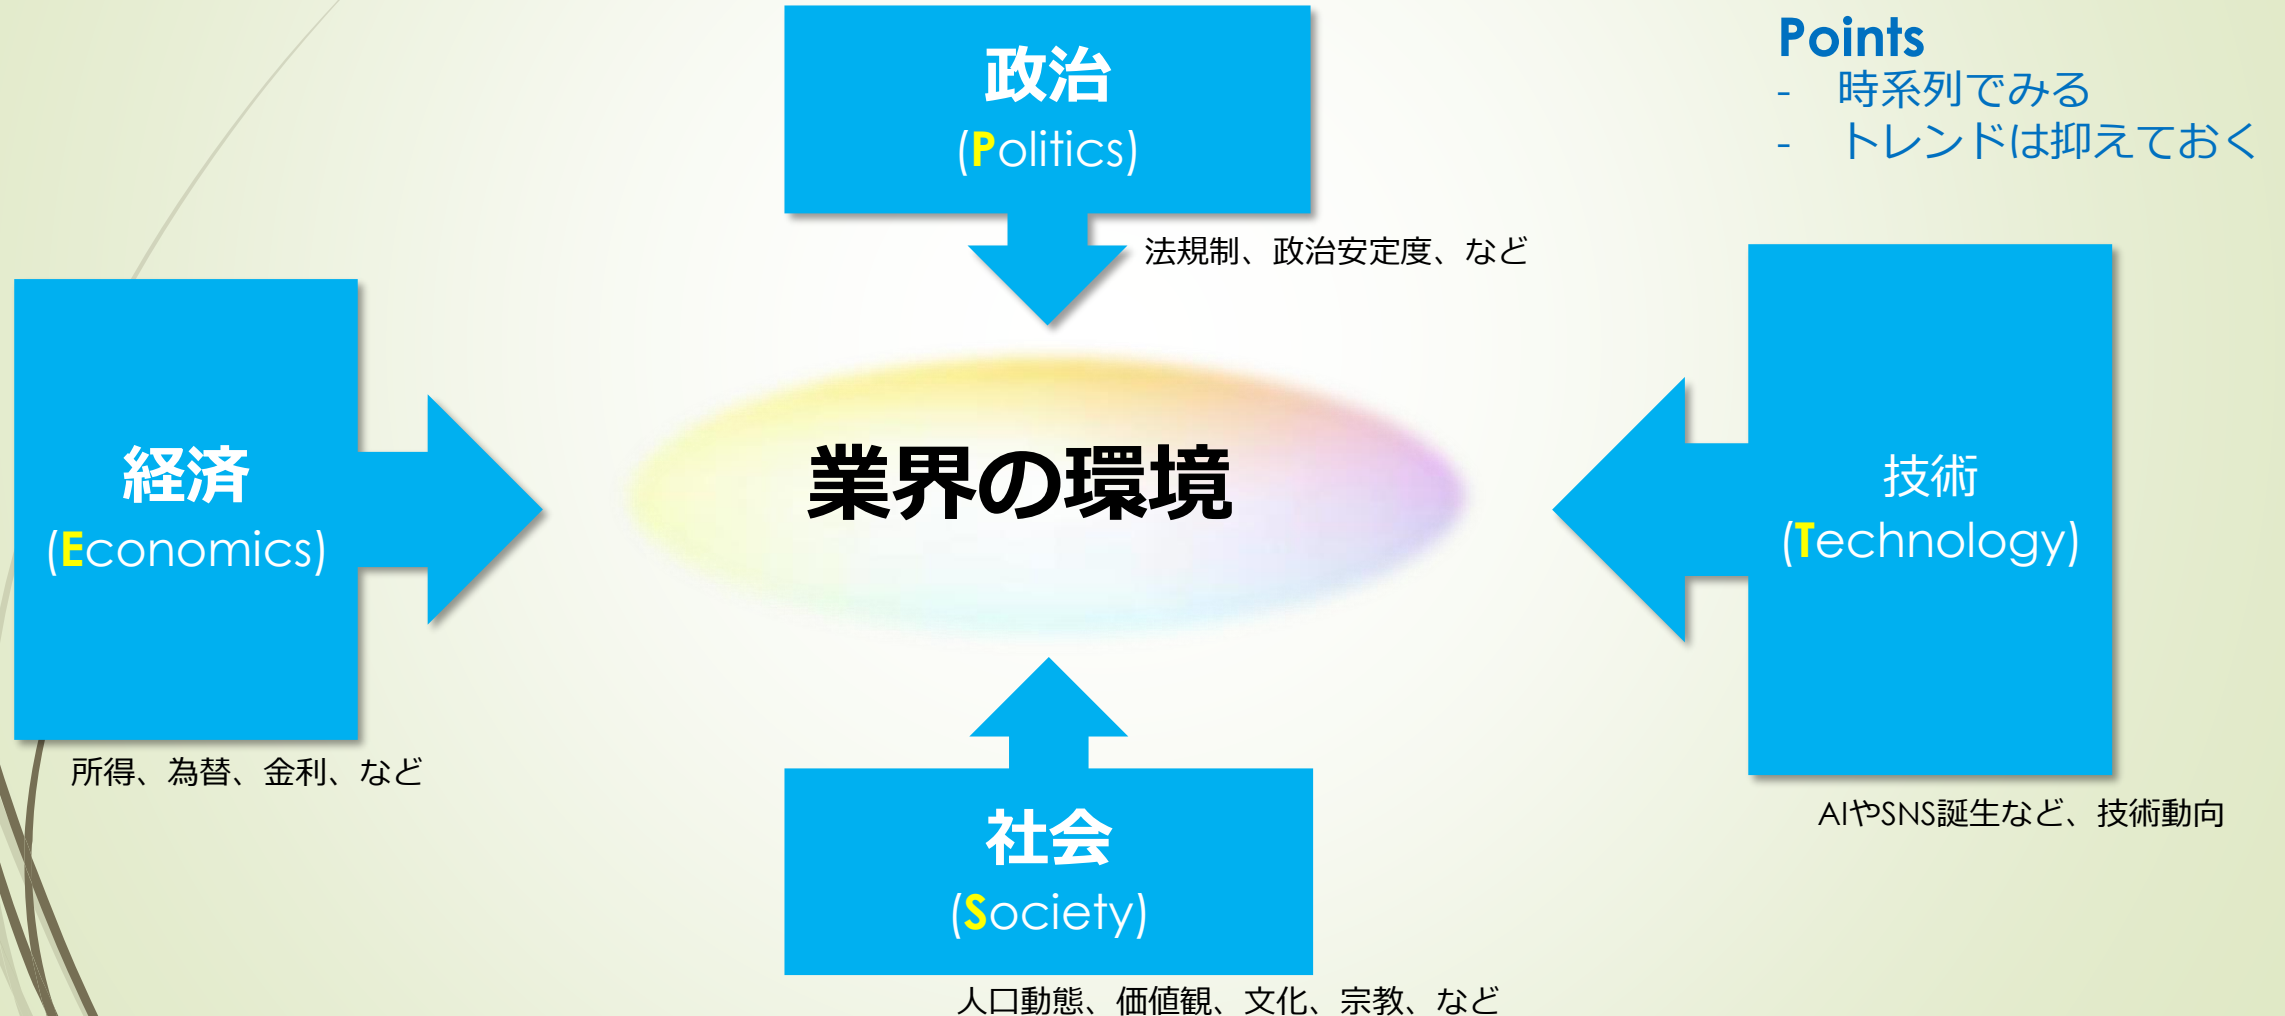 政治
(Politics)
Points
- 時系列でみる
- トレンドは抑えておく
法規制、政治安定度、など
経済
(Economics)
業界の環境
技術
(Technology)
所得、為替、金利、など
AIやSNS誕生など、技術動向
社会
(Society)
人口動態、価値観、文化、宗教、など